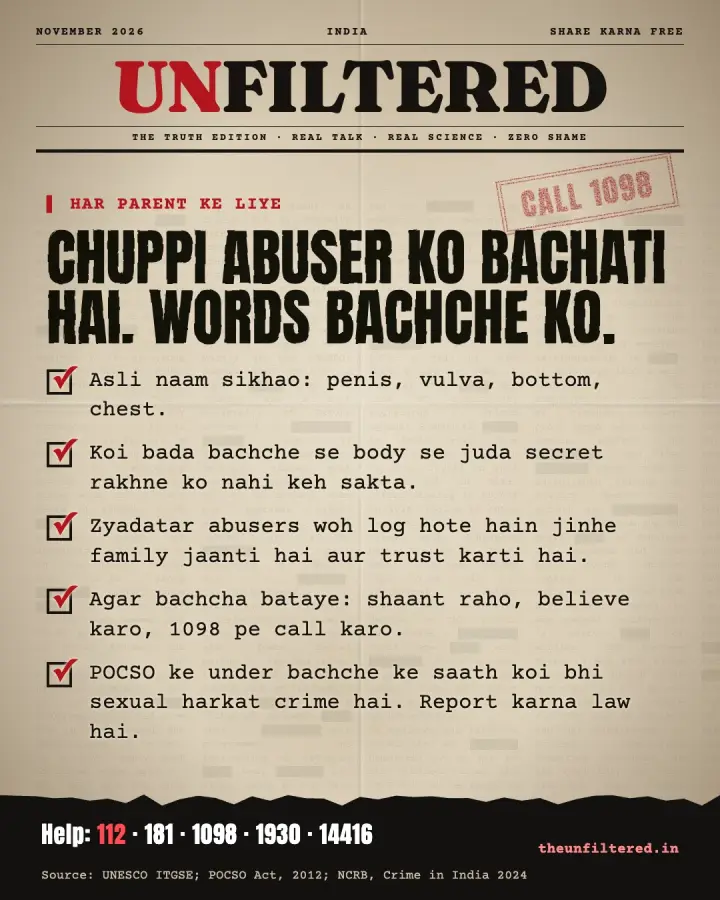 NOVEMBER 2026 INDIA SHARE KARNA FREE
UNFILTERED
THE TRUTH EDITION · REAL TALK · REAL SCIENCE · ZERO SHAME
CALL 1098
HAR PARENT KE LIYE
CHUPPI ABUSER KO BACHATI
HAI. WORDS BACHCHE KO.
Asli naam sikhao: penis, vulva, bottom,
chest.
Koi bada bachche se body se juda secret
rakhne ko nahi keh sakta.
Zyadatar abusers woh log hote hain jinhe
family jaanti hai aur trust karti hai.
Agar bachcha bataye: shaant raho, believe
karo, 1098 pe call karo.
POCSO ke under bachche ke saath koi bhi
sexual harkat crime hai. Report karna law
hai.
Help: 112 · 181 · 1098 · 1930 · 14416
theunfiltered.in
Source: UNESCO ITGSE; POCSO Act, 2012; NCRB, Crime in India 2024